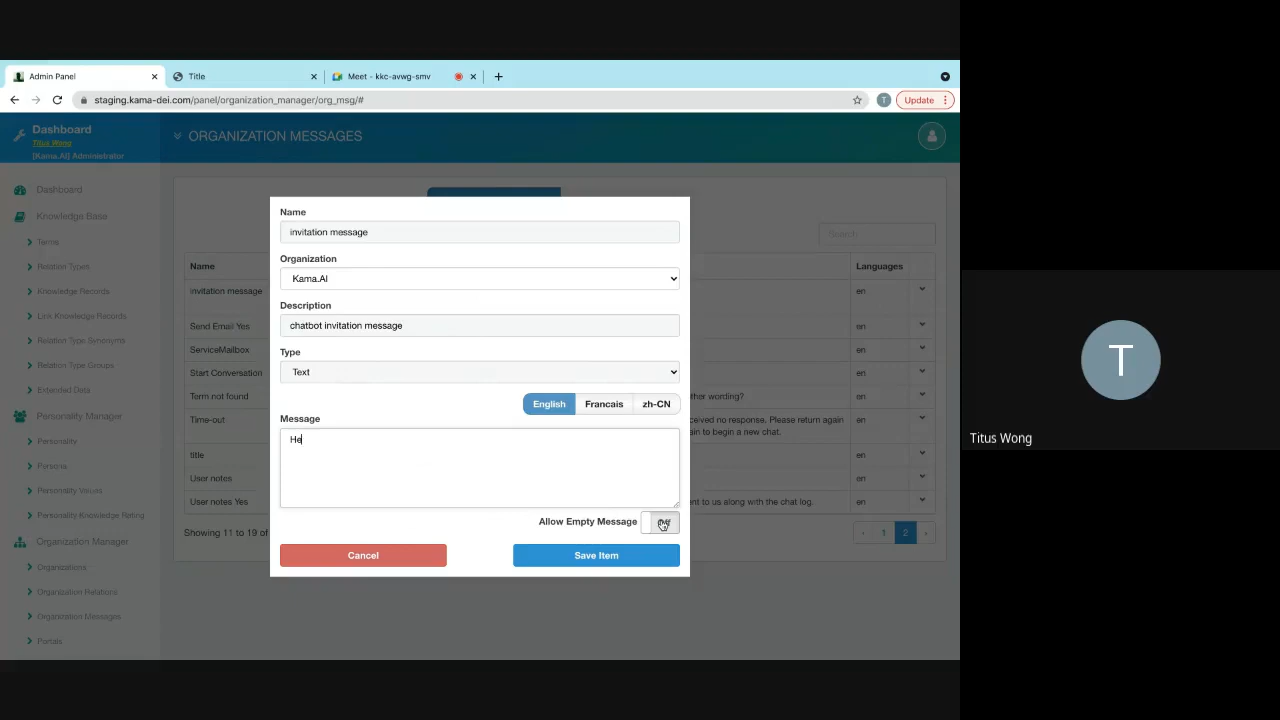 Admin Panel
Title
Meet - kkc-avwg-smv
staging.kama-dei.com/panel/organization_manager/org_msg/#
T
Update
Dashboard
Titus Wong
[Kama.AI] Administrator
ORGANIZATION MESSAGES
Dashboard
Knowledge Base
Terms
Relation Types
Knowledge Records
Link Knowledge Records
Relation Type Synonyms
Relation Type Groups
Extended Data
Personality Manager
Personality
Persona
Personality Values
Personality Knowledge Rating
Organization Manager
Organizations
Organization Relations
Organization Messages
Portals
Search
Name
Languages
invitation message
en
Send Email Yes
en
ServiceMailbox
en
Start Conversation
en
Term not found
ther wording?
en
Time-out
ceived no response. Please return again
ain to begin a new chat.
en
title
en
User notes
en
User notes Yes
ent to us along with the chat log.
en
Showing 11 to 19 of
‹ 1 2 ›
Name
invitation message
Organization
Kama.AI
Description
chatbot invitation message
Type
Text
English Francais zh-CN
Message
He
Allow Empty Message
Cancel
Save Item
T
Titus Wong